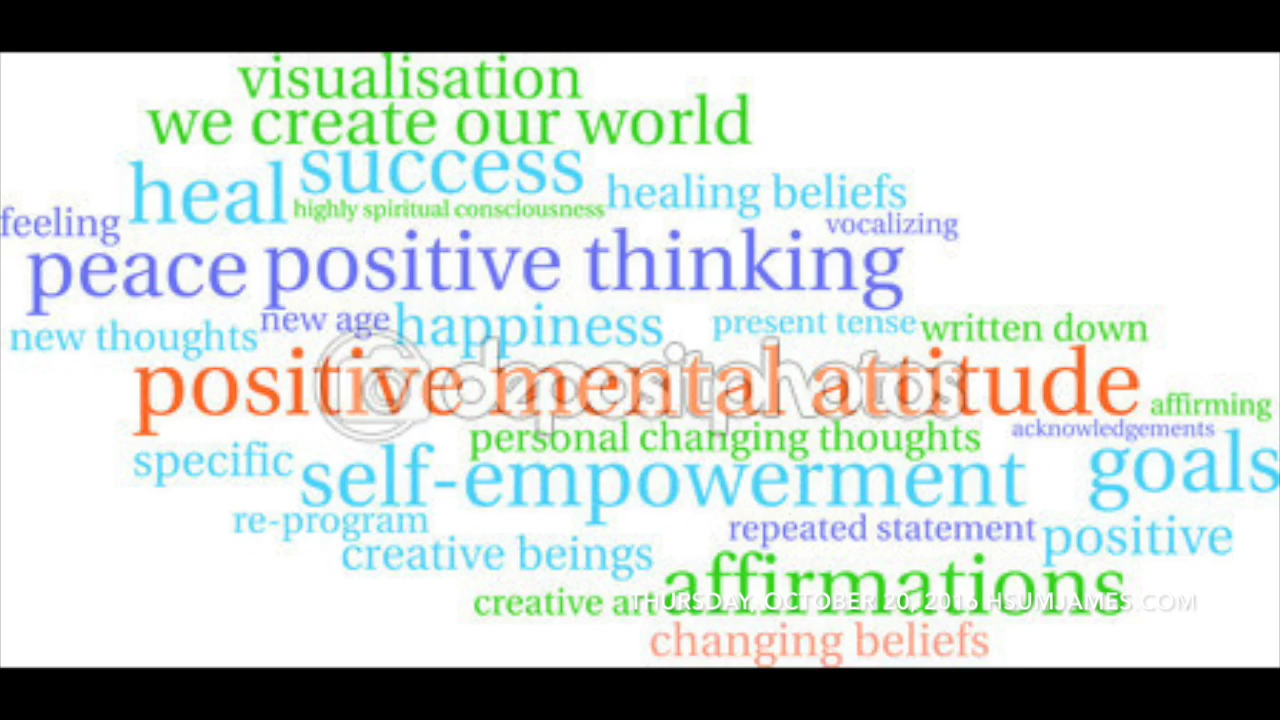 visualisation
we create our world
heal success healing beliefs
feeling highly spiritual consciousness vocalizing
peace positive thinking
new thoughts new age happiness present tense written down
positive mental attitude affirming
depositphotos
personal changing thoughts acknowledgements
specific self-empowerment goals
re-program repeated statement positive
creative beings affirmations
creative
THURSDAY, OCTOBER 20, 2016 HSUMJAMES.COM
changing beliefs